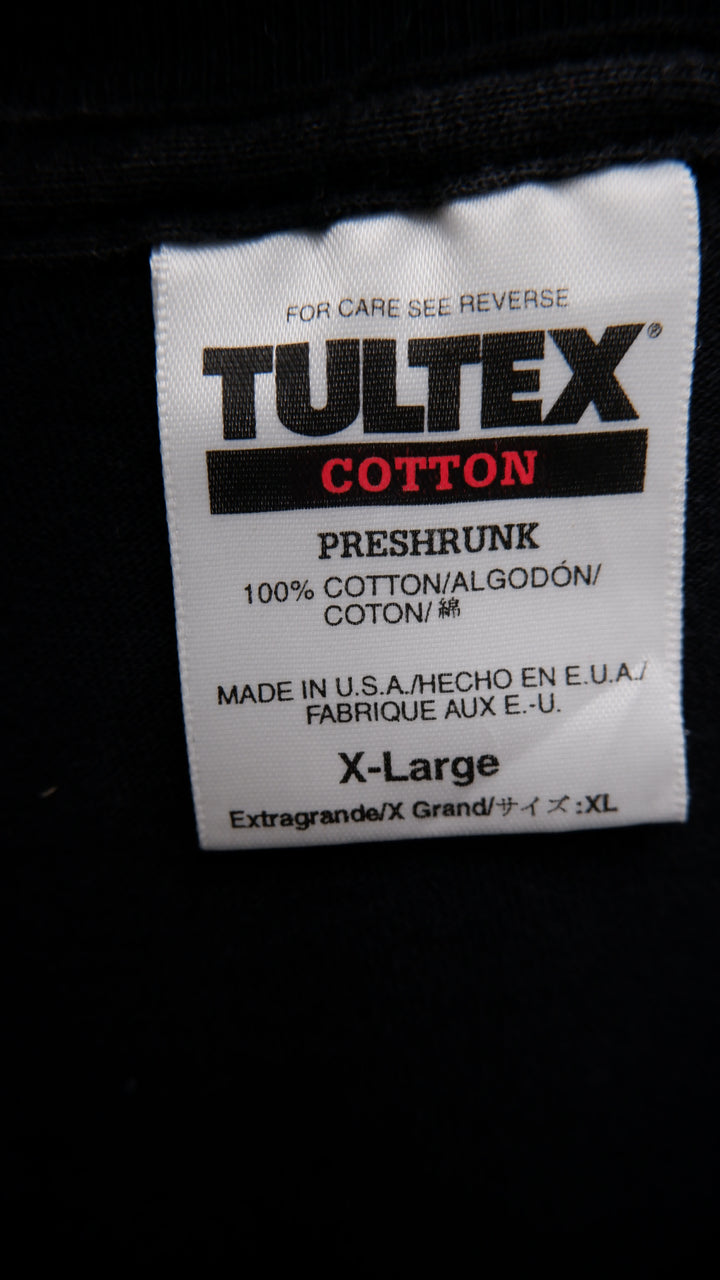 FOR CARE SEE REVERSE
TULTEX®
COTTON
PRESHRUNK
100% COTTON/ALGODÓN/
COTON/綿
MADE IN U.S.A./HECHO EN E.U.A./
FABRIQUE AUX E.-U.
X-Large
Extragrande/X Grand/サイズ:XL